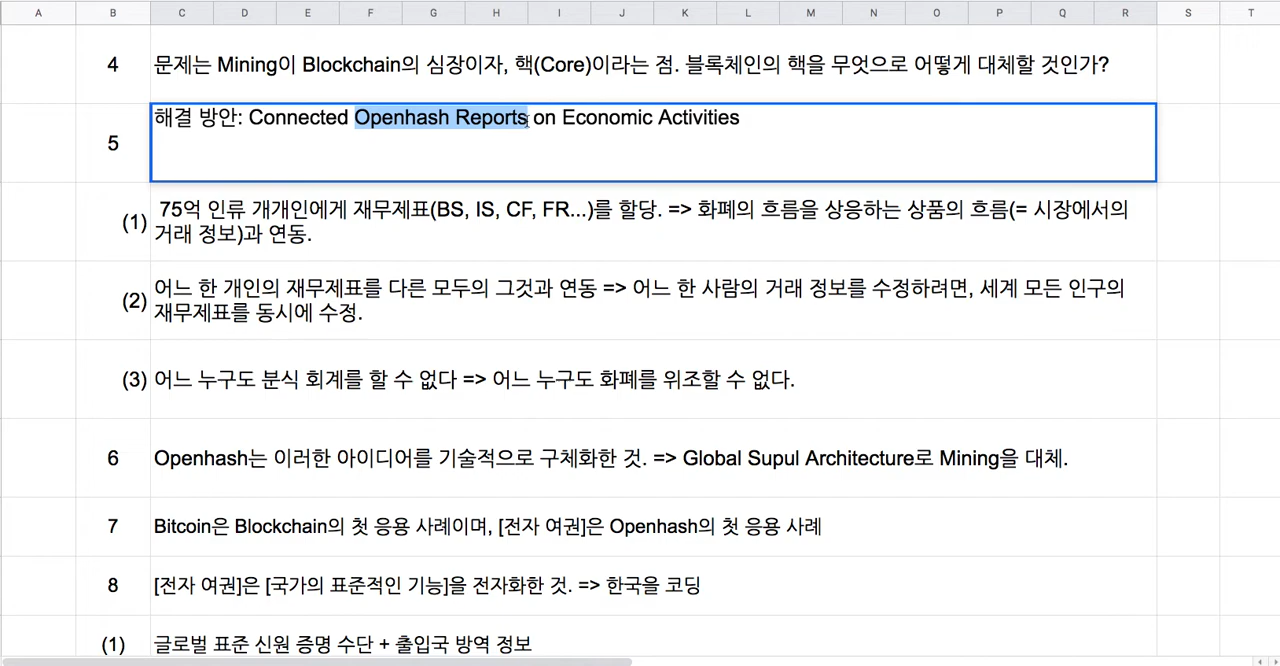 A B C D E F G H I J K L M N O P Q R S T
4 문제는 Mining이 Blockchain의 심장이자, 핵(Core)이라는 점. 블록체인의 핵을 무엇으로 어떻게 대체할 것인가?
5 해결 방안: Connected Openhash Reports on Economic Activities
(1) 75억 인류 개개인에게 재무제표(BS, IS, CF, FR...)를 할당. => 화폐의 흐름을 상응하는 상품의 흐름(= 시장에서의
거래 정보)과 연동.
(2) 어느 한 개인의 재무제표를 다른 모두의 그것과 연동 => 어느 한 사람의 거래 정보를 수정하려면, 세계 모든 인구의
재무제표를 동시에 수정.
(3) 어느 누구도 분식 회계를 할 수 없다 => 어느 누구도 화폐를 위조할 수 없다.
6 Openhash는 이러한 아이디어를 기술적으로 구체화한 것. => Global Supul Architecture로 Mining을 대체.
7 Bitcoin은 Blockchain의 첫 응용 사례이며, [전자 여권]은 Openhash의 첫 응용 사례
8 [전자 여권]은 [국가의 표준적인 기능]을 전자화한 것. => 한국을 코딩
(1) 글로벌 표준 신원 증명 수단 + 출입국 방역 정보